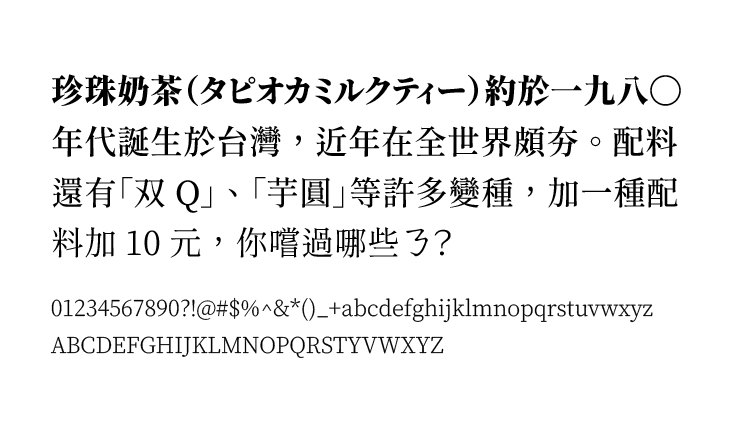 珍珠奶茶（タピオカミルクティー）約於一九八〇
年代誕生於台灣，近年在全世界頗夯。配料
還有「双 Q」、「芋圓」等許多變種，加一種配
料加 10 元，你嚐過哪些ㄋ？
01234567890?!@#$%^&*()_+abcdefghijklmnopqrstuvwxyz
ABCDEFGHIJKLMNOPQRSTYVWXYZ